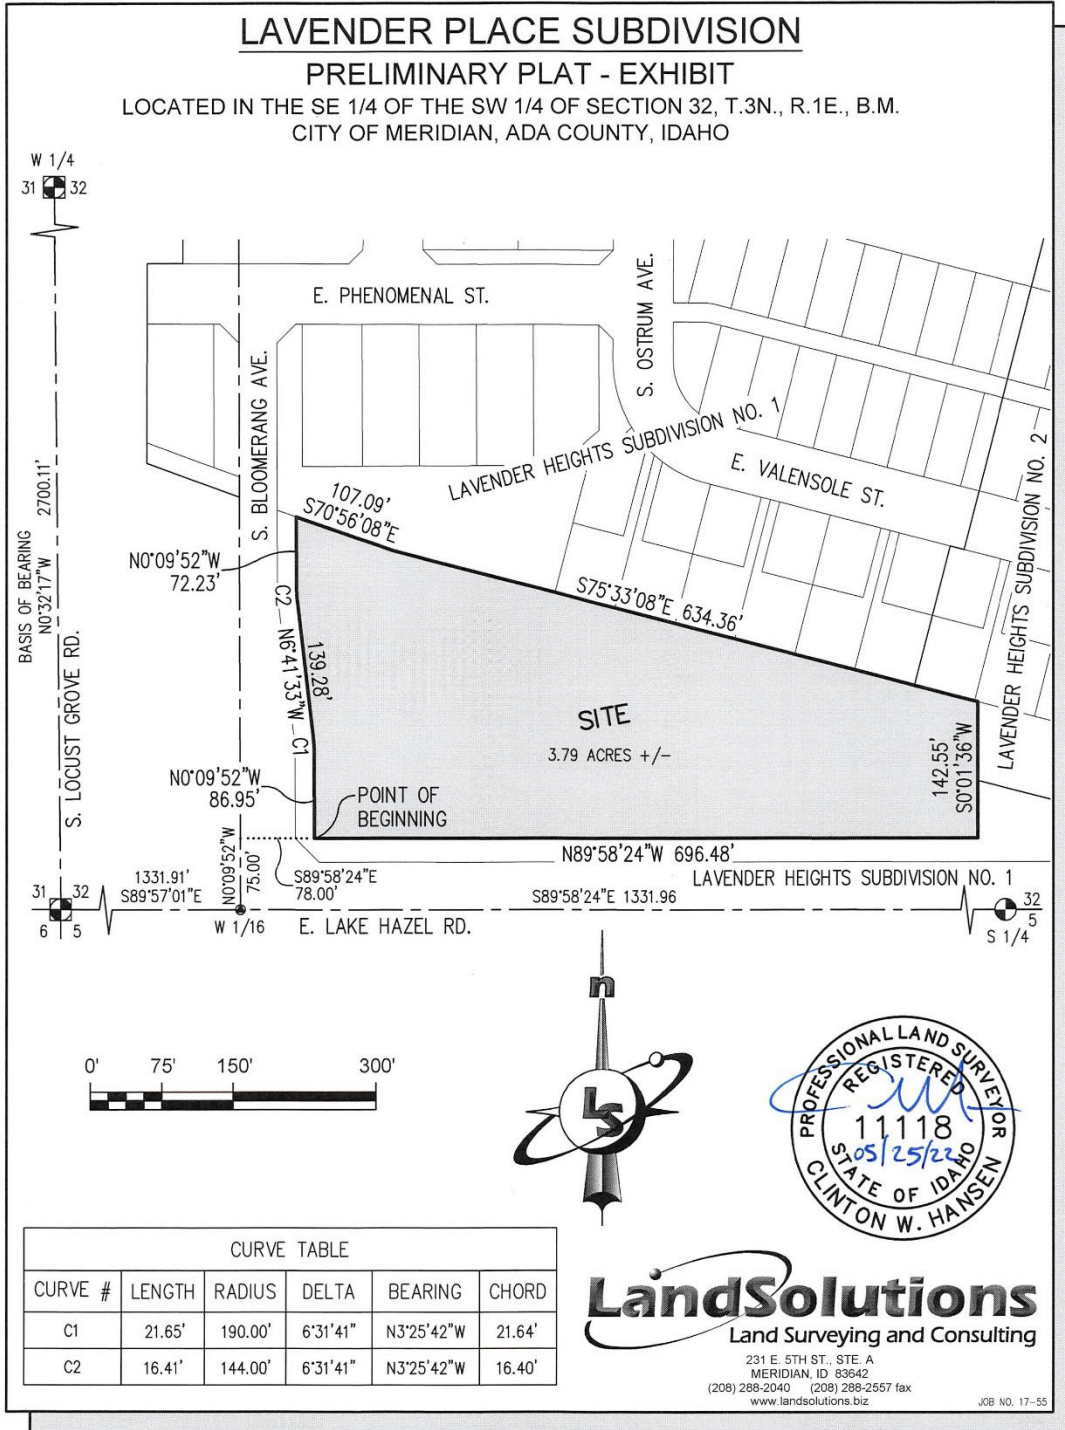 LAVENDER PLACE SUBDIVISION
PRELIMINARY PLAT - EXHIBIT
LOCATED IN THE SE 1/4 OF THE SW 1/4 OF SECTION 32, T.3N., R.1E., B.M.
CITY OF MERIDIAN, ADA COUNTY, IDAHO
W 1/4
31 32
BASIS OF BEARING
N0°32'17"W 2700.11'
S. LOCUST GROVE RD.
E. PHENOMENAL ST.
S. BLOOMERANG AVE.
S. OSTRUM AVE.
LAVENDER HEIGHTS SUBDIVISION NO. 1
E. VALENSOLE ST.
LAVENDER HEIGHTS SUBDIVISION NO. 2
107.09'
S70°56'08"E
N0°09'52"W
72.23'
S75°33'08"E 634.36'
C2 N6°41'33"W C1
139.28'
SITE
3.79 ACRES +/-
142.55'
S0°01'36"W
N0°09'52"W
86.95'
POINT OF
BEGINNING
N89°58'24"W 696.48'
LAVENDER HEIGHTS SUBDIVISION NO. 1
N0°09'52"W
75.00'
S89°58'24"E
78.00'
1331.91'
S89°57'01"E
S89°58'24"E 1331.96
31 32
6 5
W 1/16
E. LAKE HAZEL RD.
32
5
S 1/4
n
LS
0' 75' 150' 300'
PROFESSIONAL LAND SURVEYOR
REGISTERED
11118
05/25/22
STATE OF IDAHO
CLINTON W. HANSEN
CURVE TABLE
CURVE # LENGTH RADIUS DELTA BEARING CHORD
C1 21.65' 190.00' 6°31'41" N3°25'42"W 21.64'
C2 16.41' 144.00' 6°31'41" N3°25'42"W 16.40'
LandSolutions
Land Surveying and Consulting
231 E. 5TH ST., STE. A
MERIDIAN, ID 83642
(208) 288-2040 (208) 288-2557 fax
www.landsolutions.biz
JOB NO. 17-55